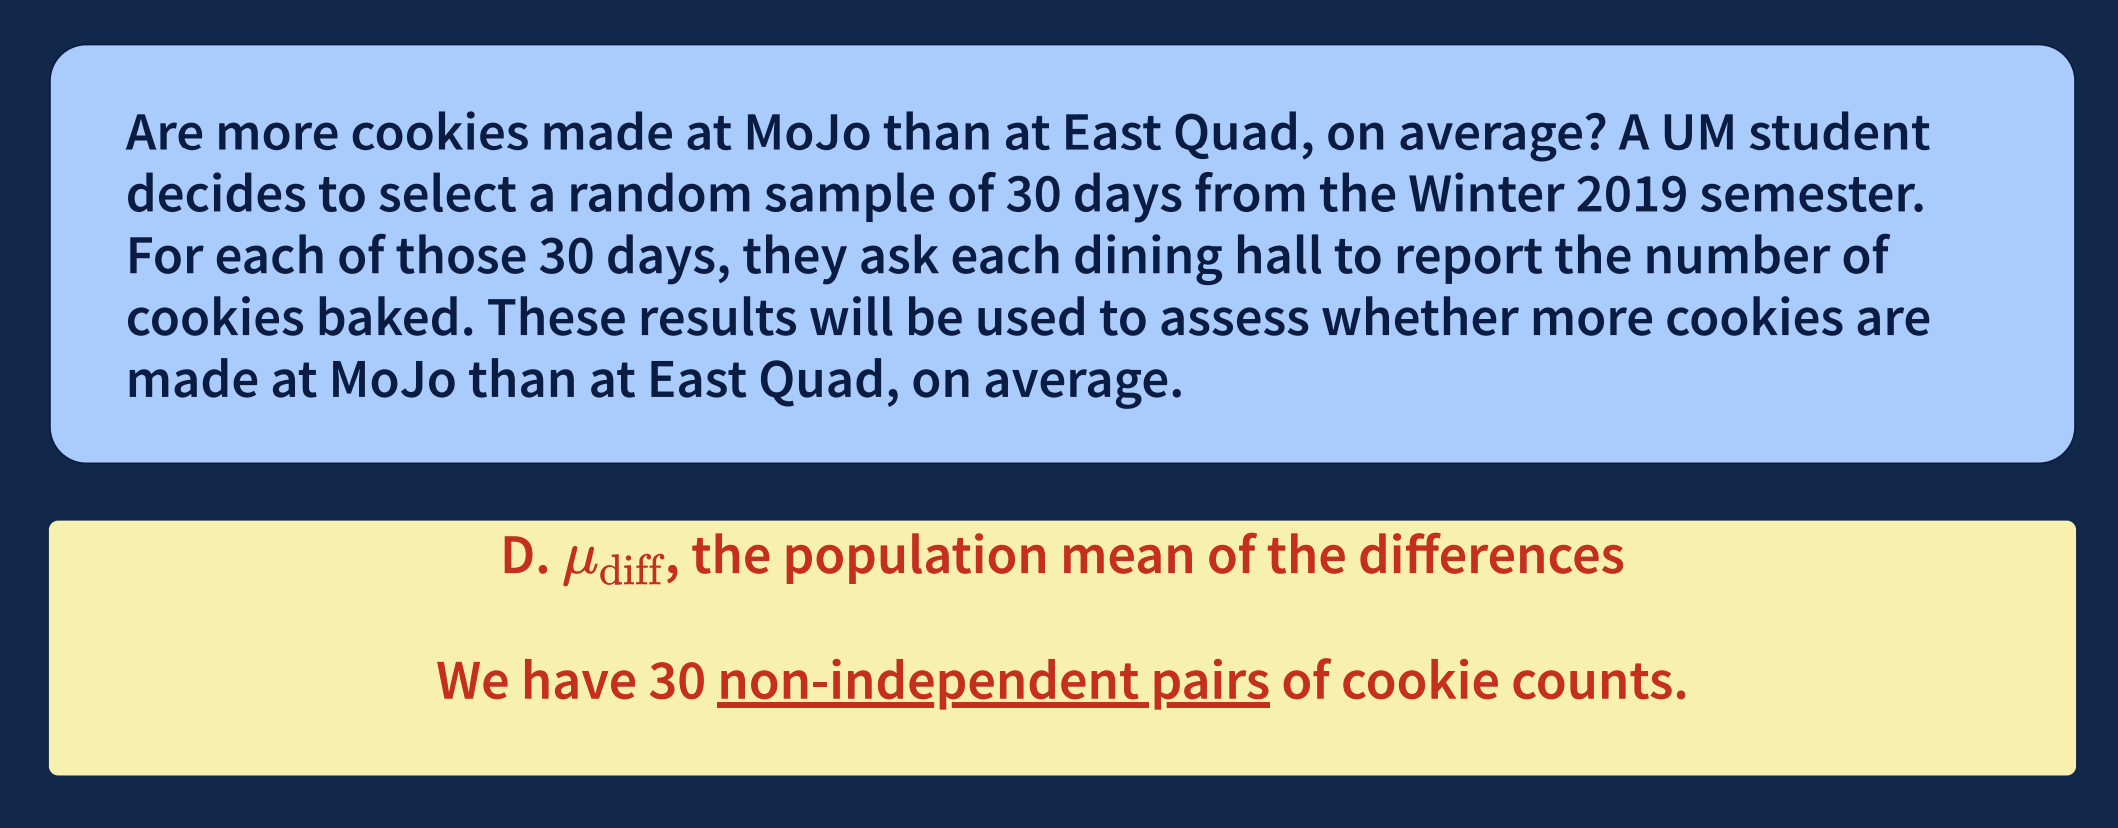 Are more cookies made at MoJo than at East Quad, on average? A UM student
decides to select a random sample of 30 days from the Winter 2019 semester.
For each of those 30 days, they ask each dining hall to report the number of
cookies baked. These results will be used to assess whether more cookies are
made at MoJo than at East Quad, on average.
D. μ_diff, the population mean of the differences
We have 30 non-independent pairs of cookie counts.